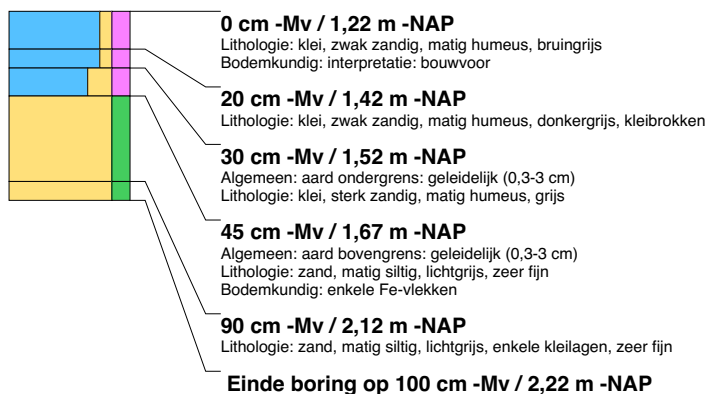 0 cm -Mv / 1,22 m -NAP
Lithologie: klei, zwak zandig, matig humeus, bruingrijs
Bodemkundig: interpretatie: bouwvoor
20 cm -Mv / 1,42 m -NAP
Lithologie: klei, zwak zandig, matig humeus, donkergrijs, kleibrokken
30 cm -Mv / 1,52 m -NAP
Algemeen: aard ondergrens: geleidelijk (0,3-3 cm)
Lithologie: klei, sterk zandig, matig humeus, grijs
45 cm -Mv / 1,67 m -NAP
Algemeen: aard bovengrens: geleidelijk (0,3-3 cm)
Lithologie: zand, matig siltig, lichtgrijs, zeer fijn
Bodemkundig: enkele Fe-vlekken
90 cm -Mv / 2,12 m -NAP
Lithologie: zand, matig siltig, lichtgrijs, enkele kleilagen, zeer fijn
Einde boring op 100 cm -Mv / 2,22 m -NAP